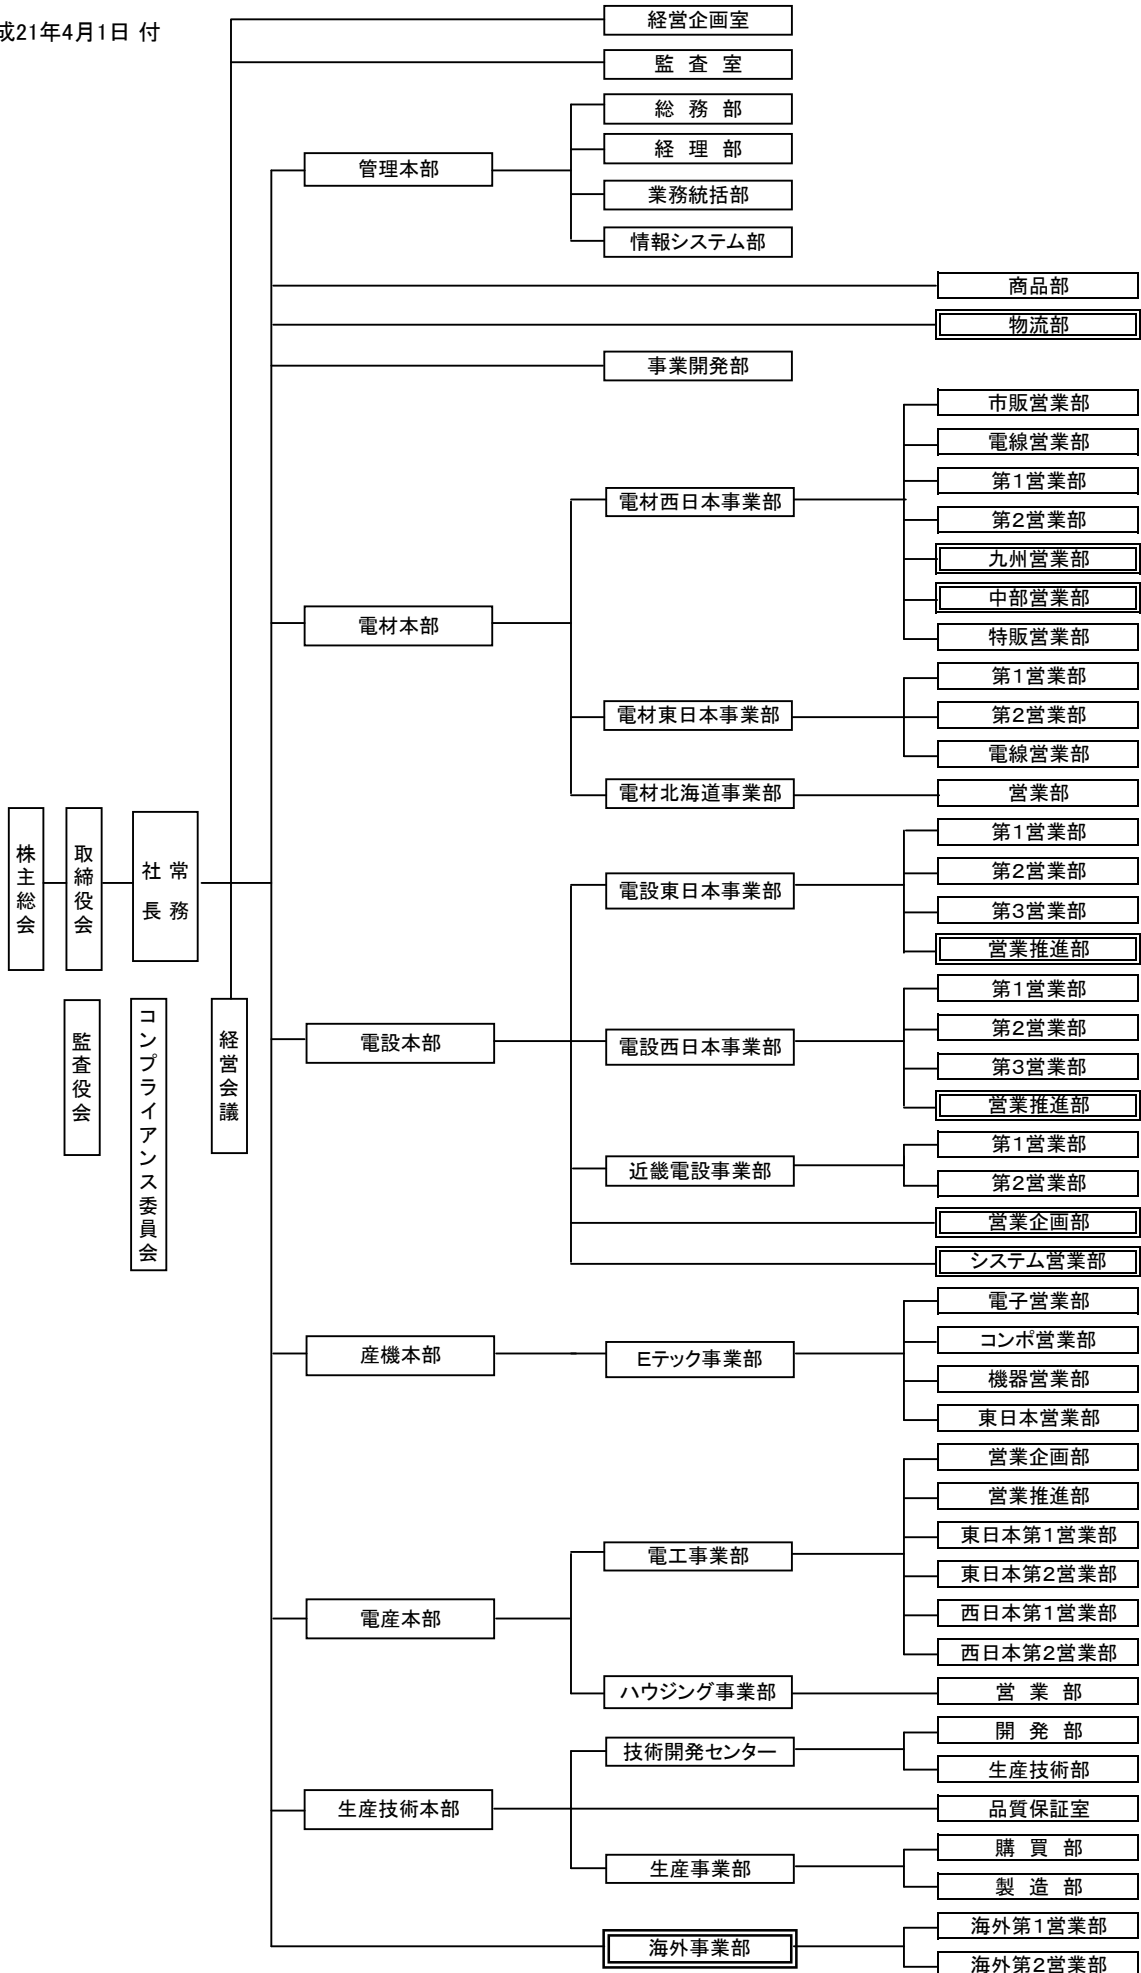 成21年4月1日 付
経営企画室
監 査 室
総 務 部
経 理 部
管理本部
業務統括部
情報システム部
商品部
物流部
事業開発部
市販営業部
電線営業部
第1営業部
電材西日本事業部
第2営業部
九州営業部
中部営業部
電材本部
特販営業部
第1営業部
電材東日本事業部
第2営業部
電線営業部
電材北海道事業部
営業部
株主総会
取締役会
社長
常務
監査役会
コンプライアンス委員会
経営会議
第1営業部
第2営業部
電設東日本事業部
第3営業部
営業推進部
第1営業部
第2営業部
電設本部
電設西日本事業部
第3営業部
営業推進部
第1営業部
近畿電設事業部
第2営業部
営業企画部
システム営業部
電子営業部
コンポ営業部
産機本部
Eテック事業部
機器営業部
東日本営業部
営業企画部
営業推進部
東日本第1営業部
電工事業部
東日本第2営業部
西日本第1営業部
電産本部
西日本第2営業部
ハウジング事業部
営 業 部
開 発 部
技術開発センター
生産技術部
生産技術本部
品質保証室
購 買 部
生産事業部
製 造 部
海外第1営業部
海外事業部
海外第2営業部